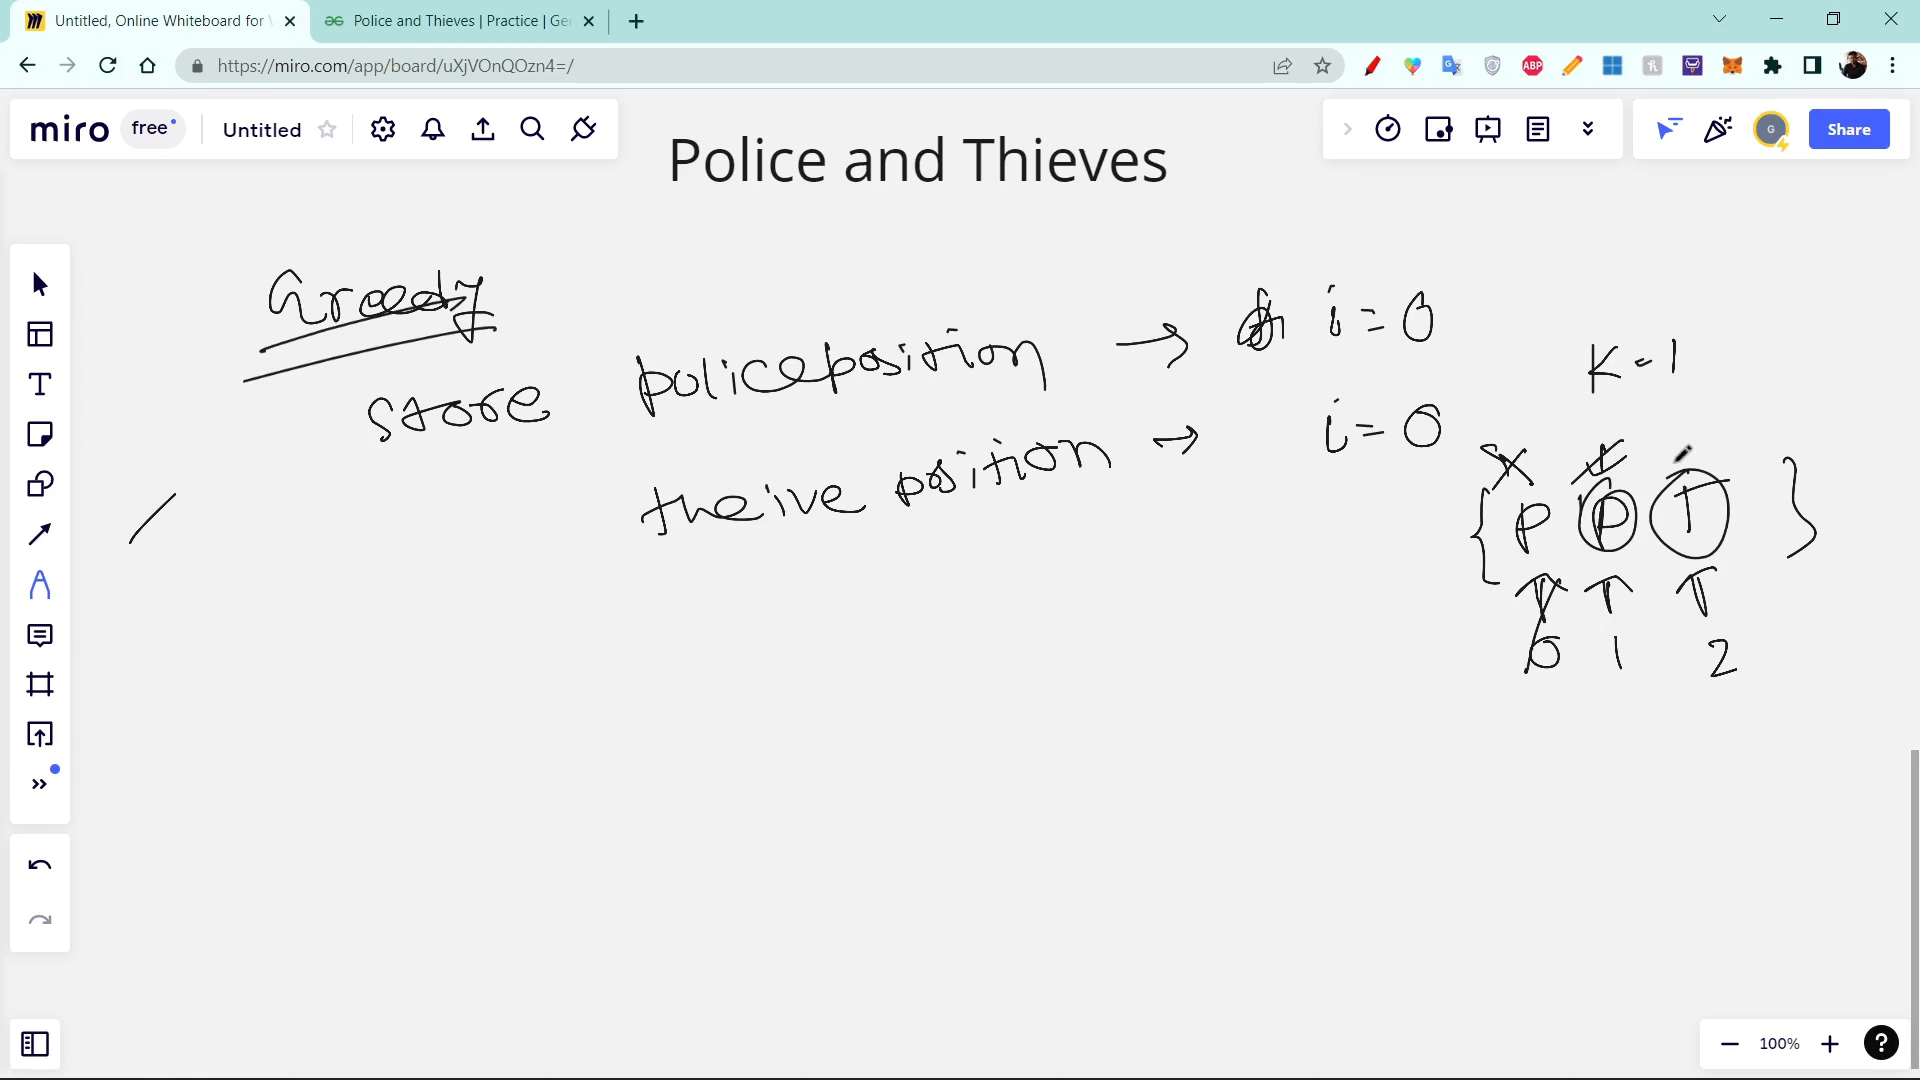 Untitled, Online Whiteboard for
Police and Thieves | Practice | Ge
https://miro.com/app/board/uXjVOnQOzn4=/
ABP
miro
free
Untitled
G
Share
Police and Thieves
Greedy
store policeposition → i = 0
theive position → i = 0
K = 1
{ P P T }
0 1 2
100%